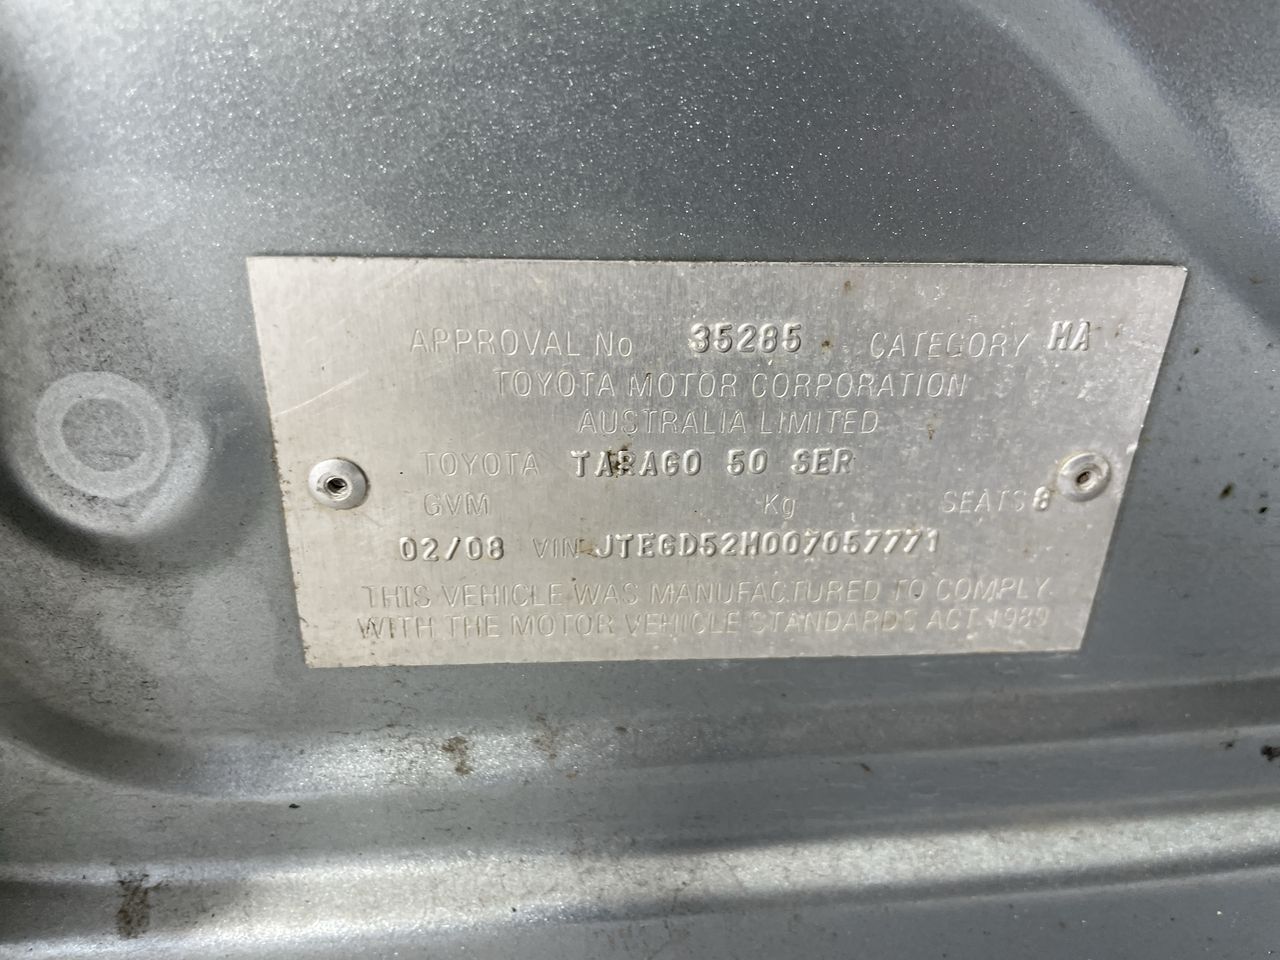 APPROVAL No 35285 CATEGORY MA
TOYOTA MOTOR CORPORATION
AUSTRALIA LIMITED
TOYOTA TARAGO 50 SER
GVM Kg SEATS 8
02/08 VIN JTEGD52H007057771
THIS VEHICLE WAS MANUFACTURED TO COMPLY
WITH THE MOTOR VEHICLE STANDARDS ACT 1989